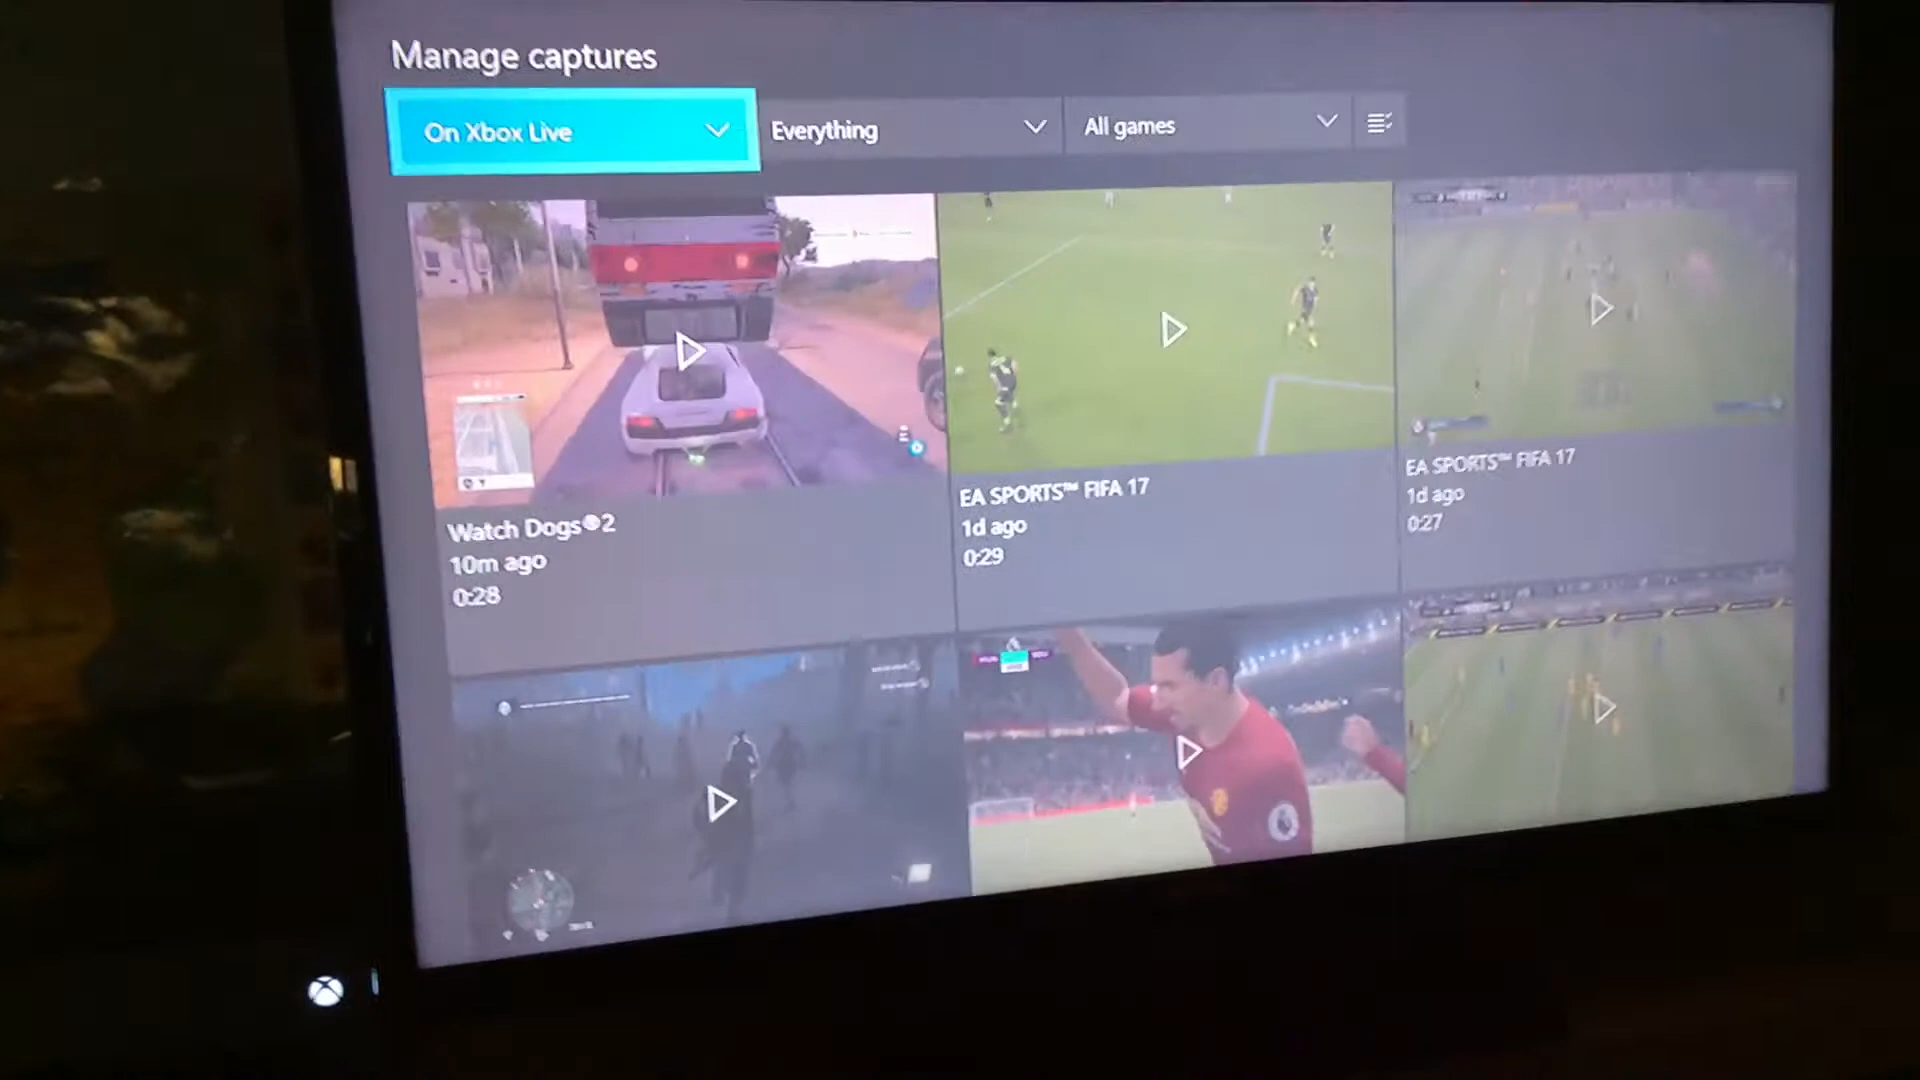 Manage captures
On Xbox Live
Everything
All games
Watch Dogs®2
10m ago
0:28
EA SPORTS™ FIFA 17
1d ago
0:29
EA SPORTS™ FIFA 17
1d ago
0:27